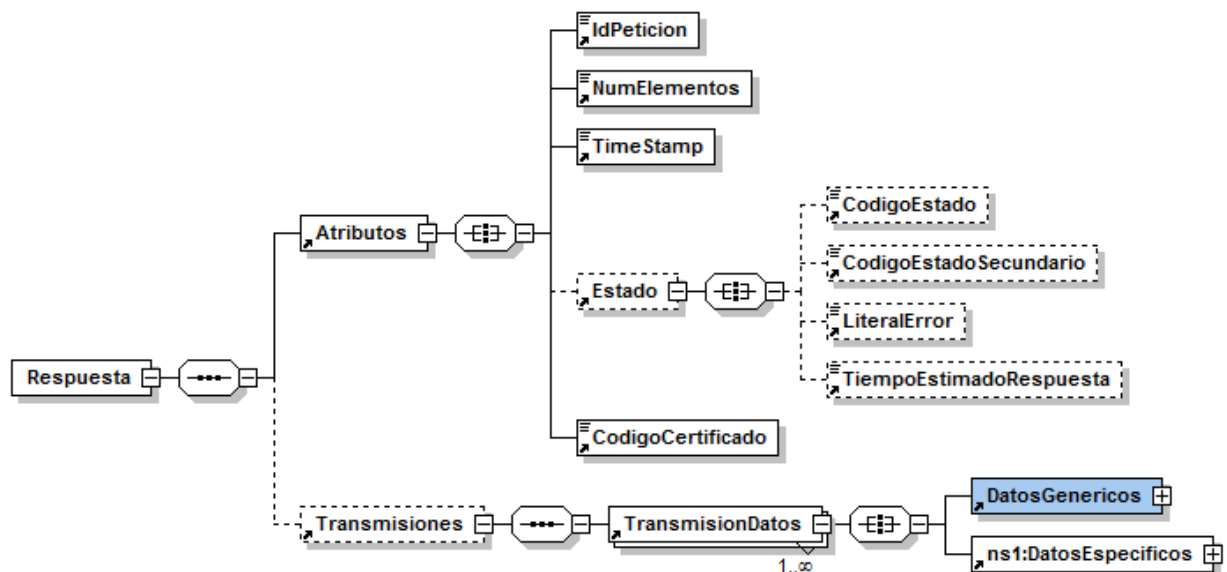 IdPeticion
NumElementos
TimeStamp
CodigoEstado
Atributos
CodigoEstadoSecundario
Estado
LiteralError
Respuesta
TiempoEstimadoRespuesta
CodigoCertificado
DatosGenericos
Transmisiones
TransmisionDatos
ns1:DatosEspecificos
1..∞